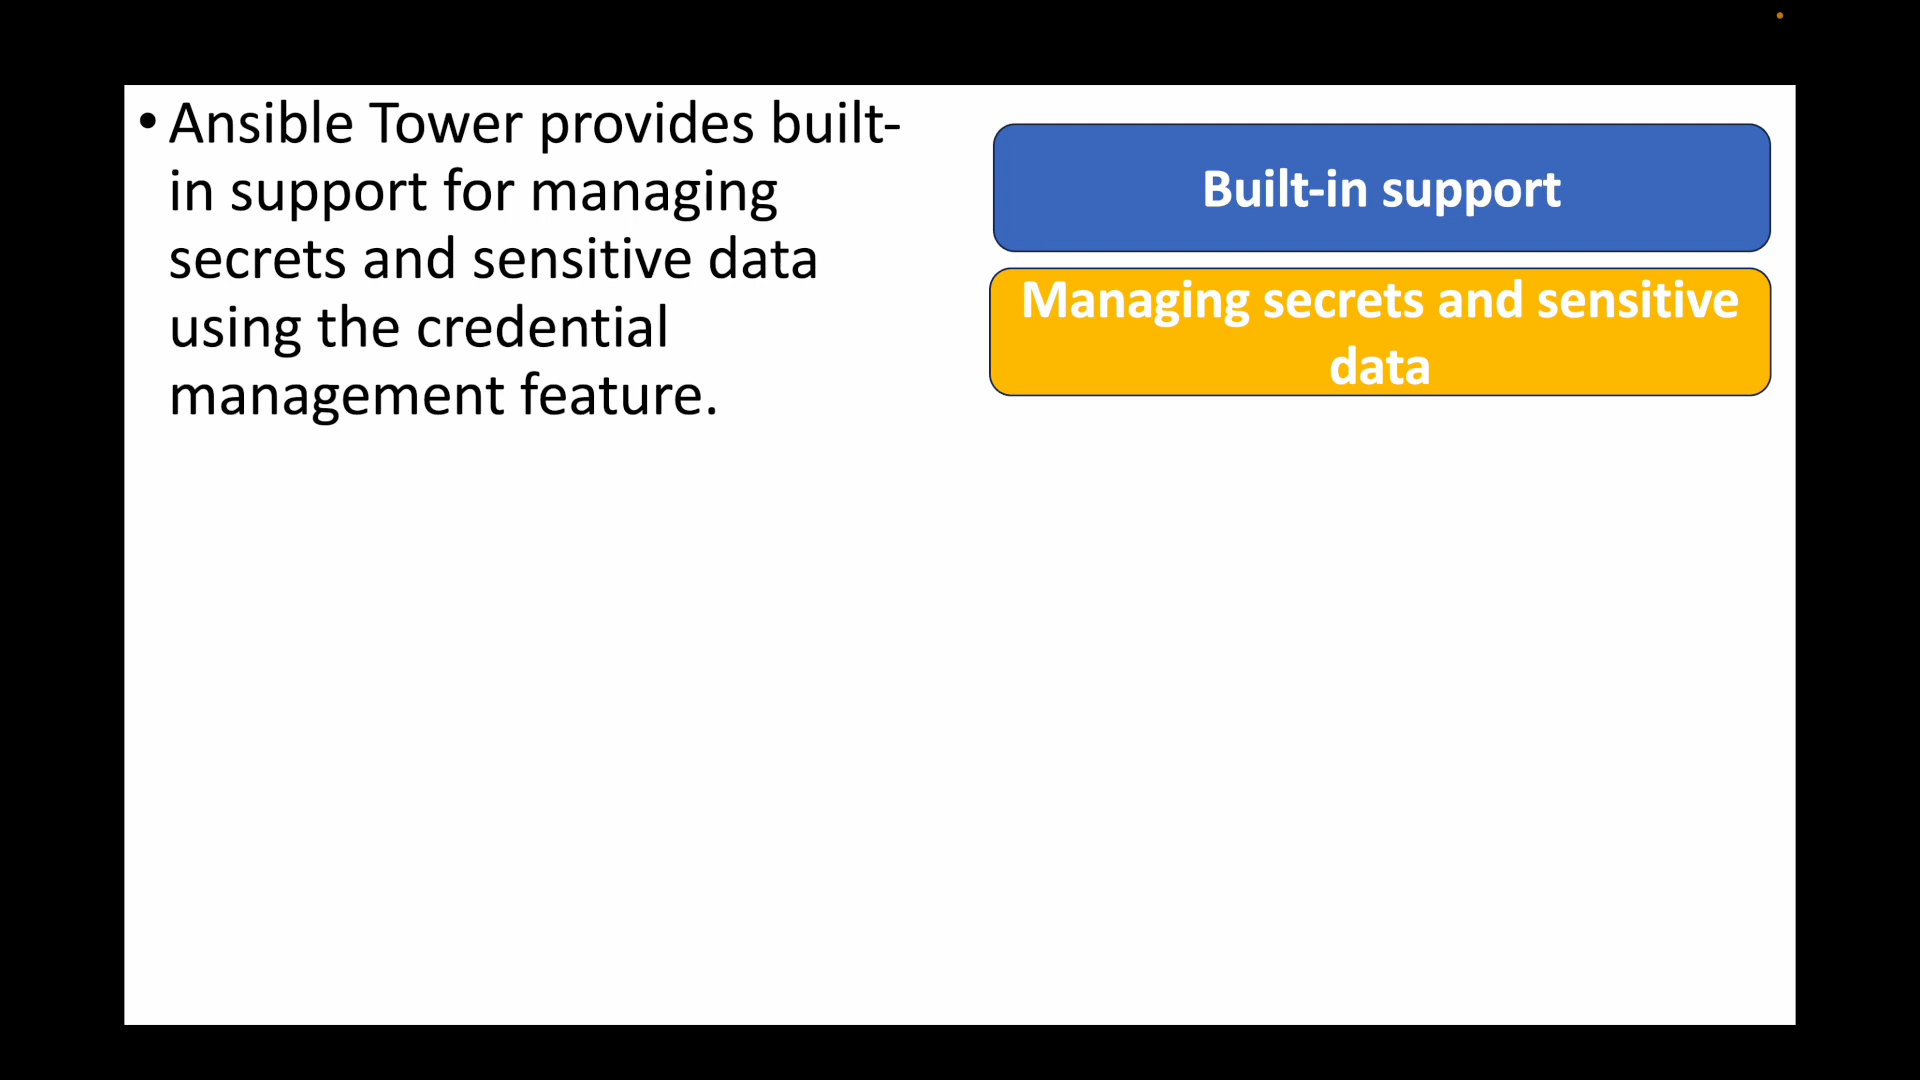 • Ansible Tower provides built-
in support for managing
secrets and sensitive data
using the credential
management feature.
Built-in support
Managing secrets and sensitive
data